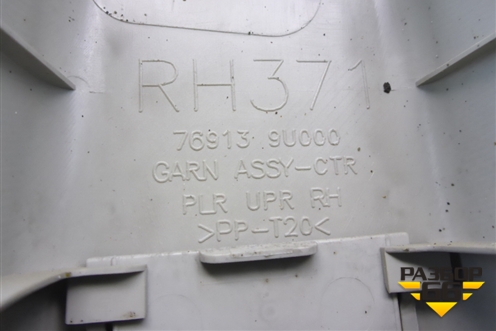 RH371
76913 9U000
GARN ASSY-CTR
PLR UPR RH
>PP-T20<
РАЗБОР